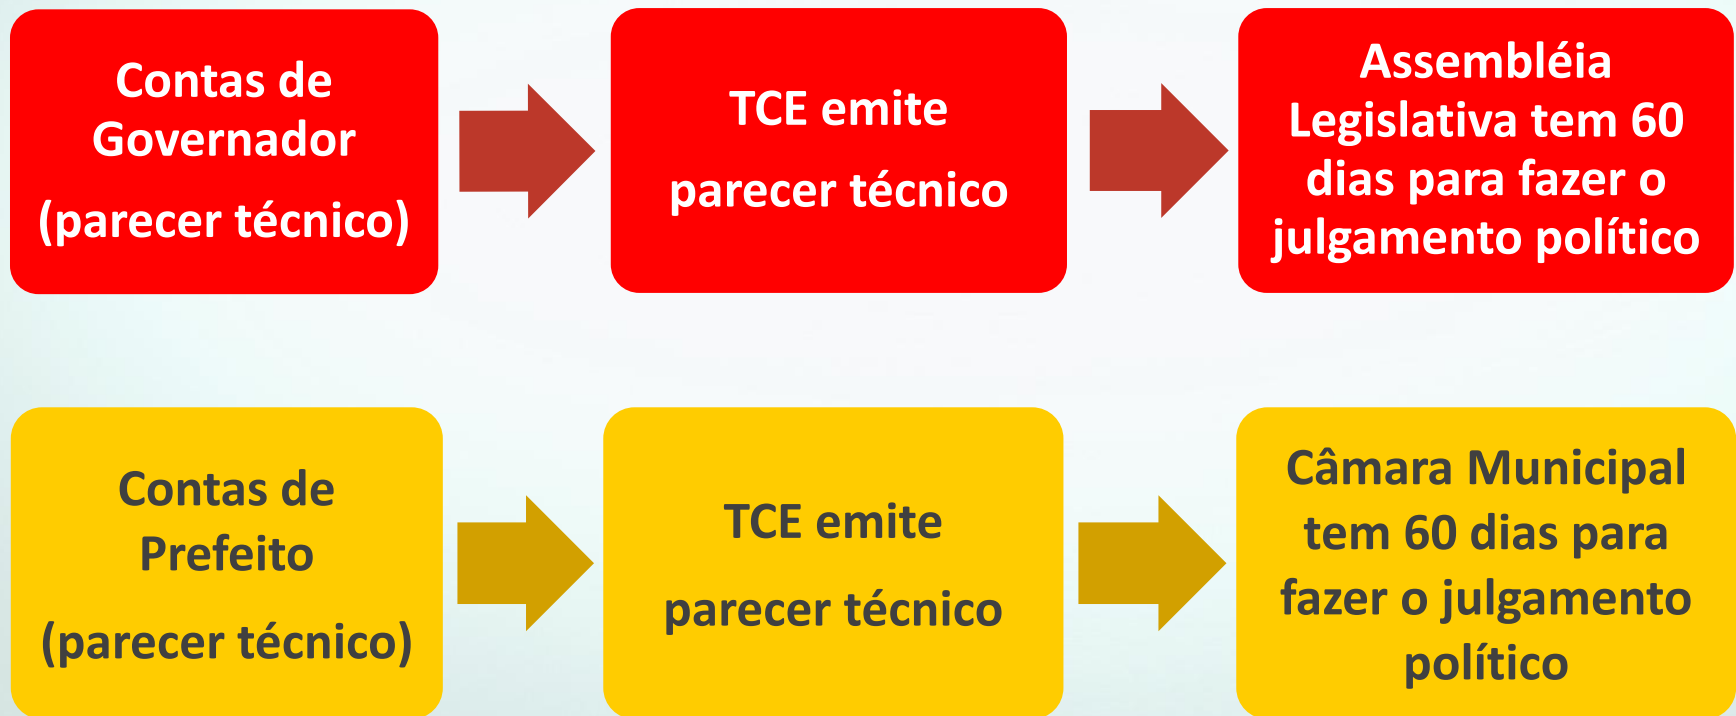 Contas de
Governador
(parecer técnico)
TCE emite
parecer técnico
Assembléia
Legislativa tem 60
dias para fazer o
julgamento político
Contas de
Prefeito
(parecer técnico)
TCE emite
parecer técnico
Câmara Municipal
tem 60 dias para
fazer o julgamento
político